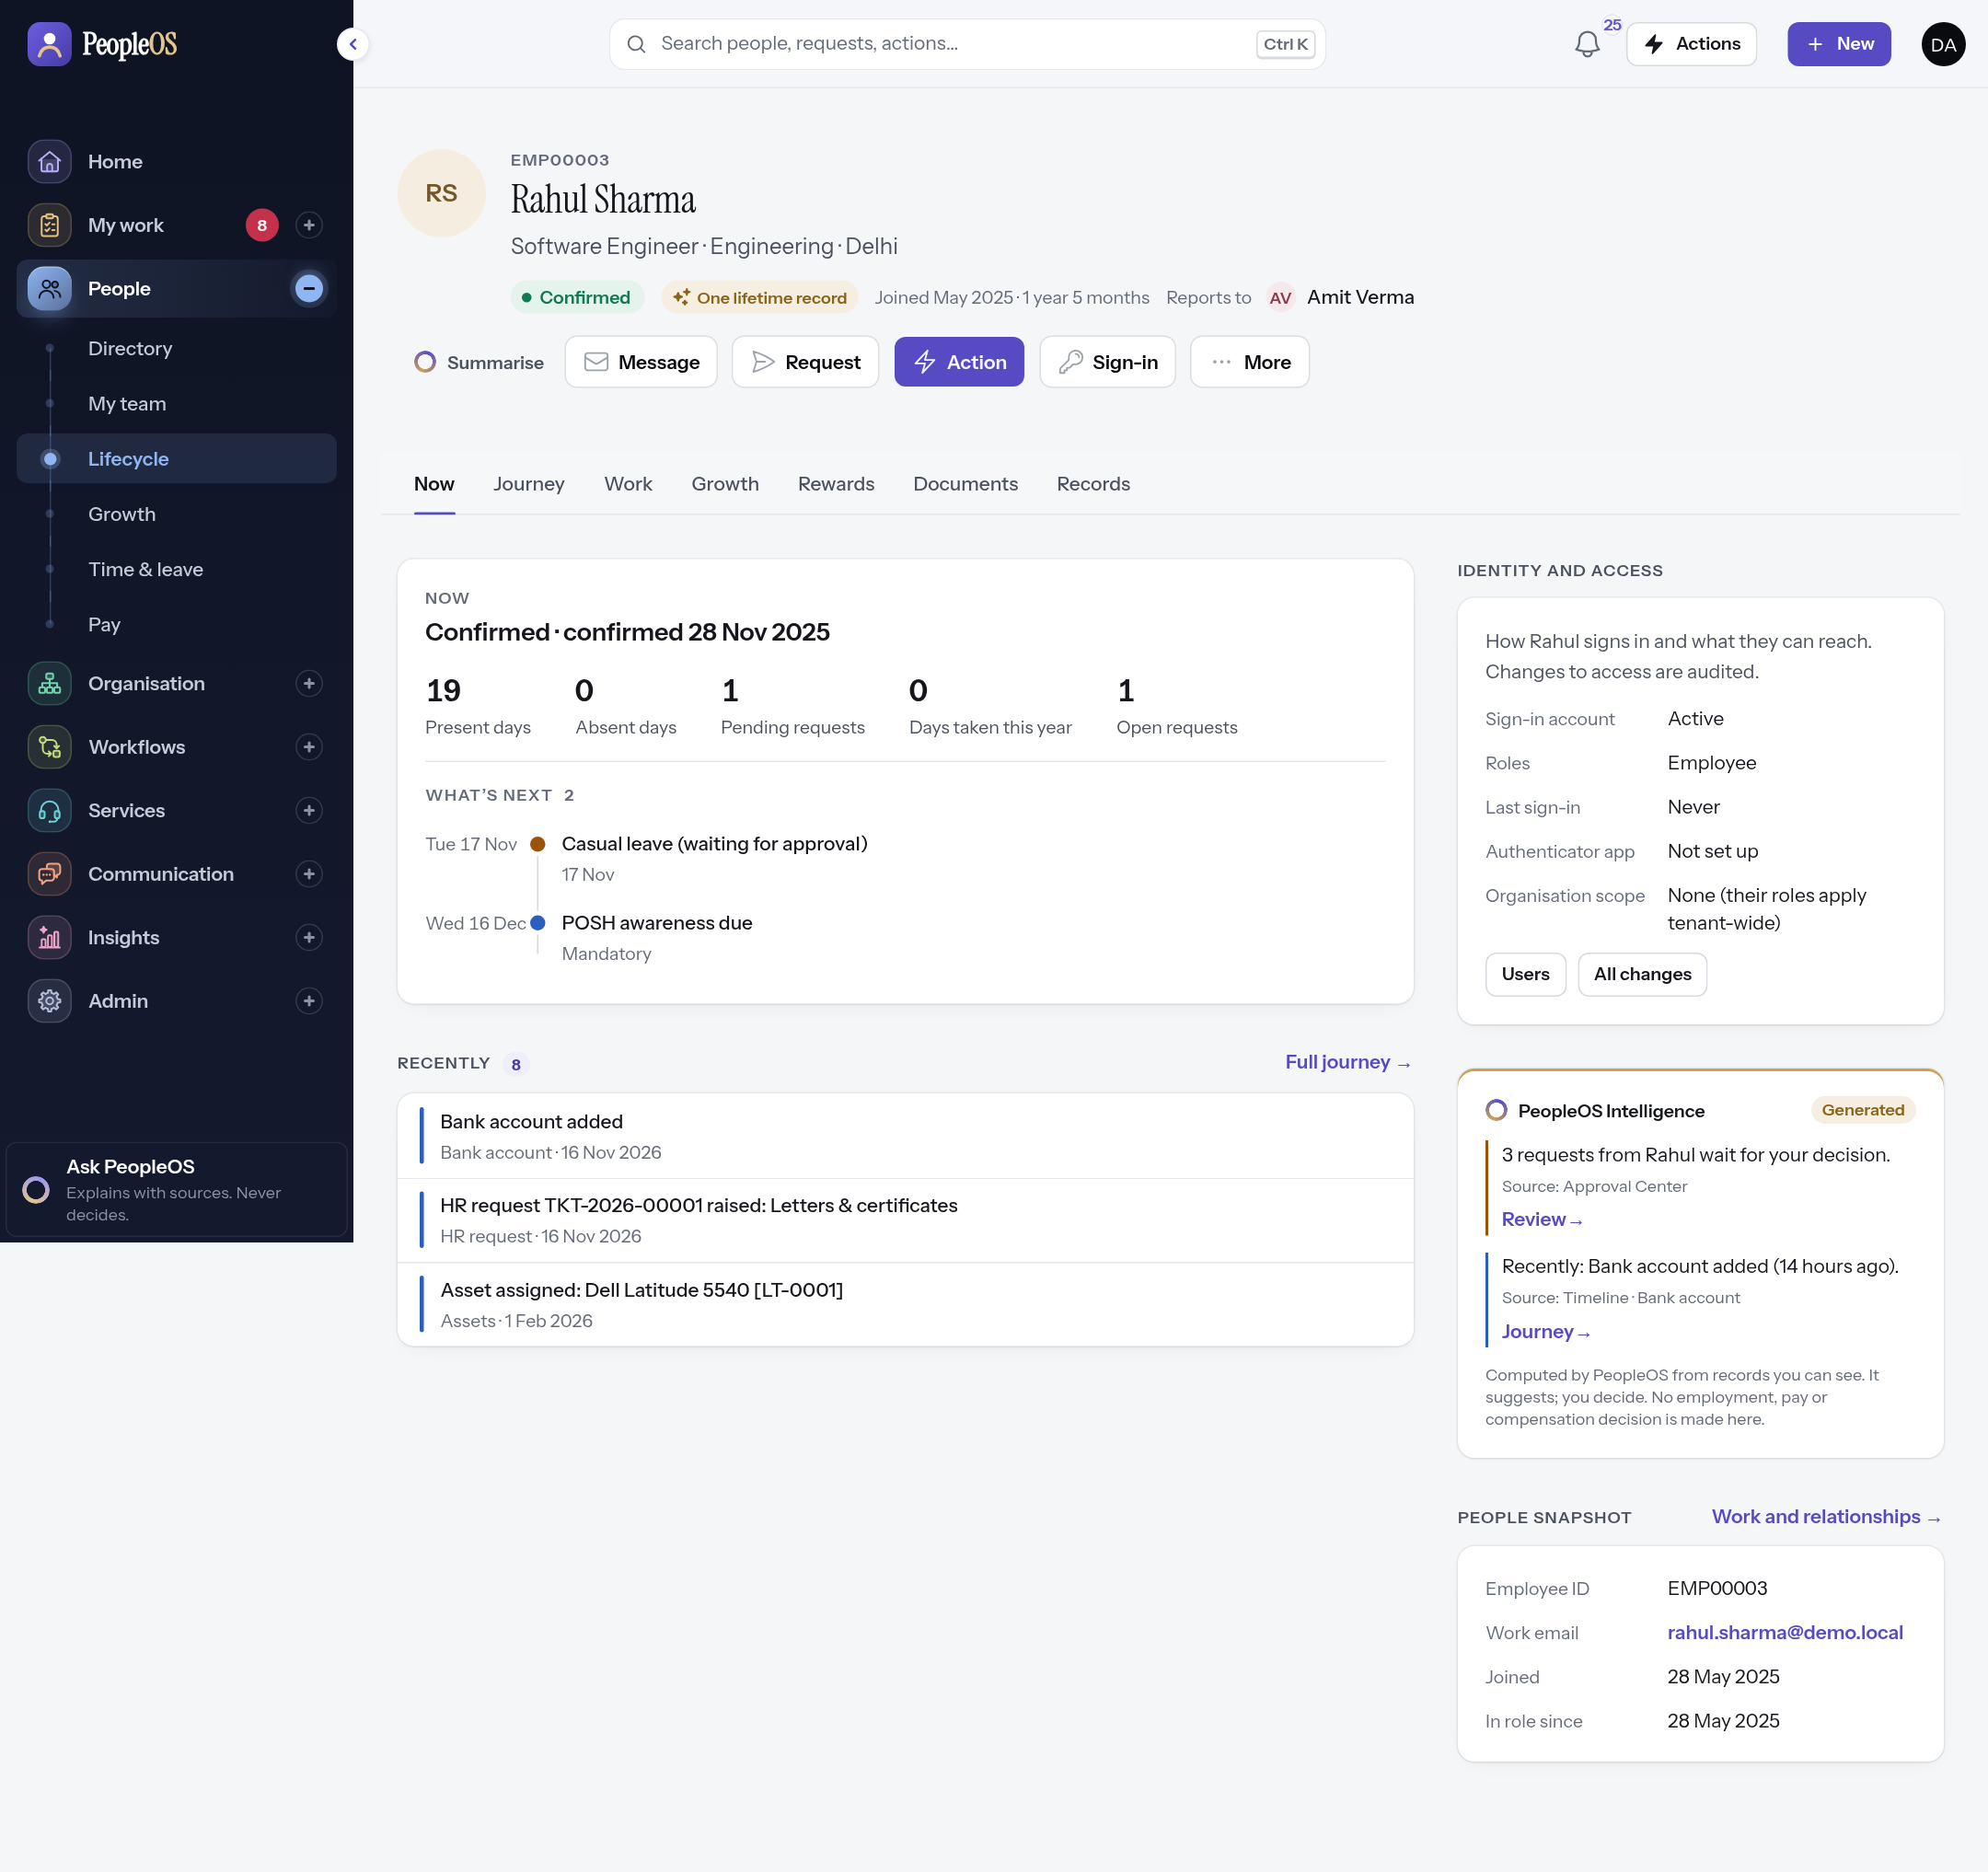 PeopleOS
Search people, requests, actions...
Ctrl K
25
Actions
New
DA
Home
My work
8
People
Directory
My team
Lifecycle
Growth
Time & leave
Pay
Organisation
Workflows
Services
Communication
Insights
Admin
Ask PeopleOS
Explains with sources. Never
decides.
RS
EMP00003
Rahul Sharma
Software Engineer · Engineering · Delhi
Confirmed
One lifetime record
Joined May 2025 · 1 year 5 months
Reports to
AV
Amit Verma
Summarise
Message
Request
Action
Sign-in
More
Now
Journey
Work
Growth
Rewards
Documents
Records
NOW
Confirmed · confirmed 28 Nov 2025
19
Present days
0
Absent days
1
Pending requests
0
Days taken this year
1
Open requests
WHAT’S NEXT 2
Tue 17 Nov
Casual leave (waiting for approval)
17 Nov
Wed 16 Dec
POSH awareness due
Mandatory
RECENTLY 8
Full journey →
Bank account added
Bank account · 16 Nov 2026
HR request TKT-2026-00001 raised: Letters & certificates
HR request · 16 Nov 2026
Asset assigned: Dell Latitude 5540 [LT-0001]
Assets · 1 Feb 2026
IDENTITY AND ACCESS
How Rahul signs in and what they can reach.
Changes to access are audited.
Sign-in account
Active
Roles
Employee
Last sign-in
Never
Authenticator app
Not set up
Organisation scope
None (their roles apply
tenant-wide)
Users
All changes
PeopleOS Intelligence
Generated
3 requests from Rahul wait for your decision.
Source: Approval Center
Review →
Recently: Bank account added (14 hours ago).
Source: Timeline · Bank account
Journey →
Computed by PeopleOS from records you can see. It
suggests; you decide. No employment, pay or
compensation decision is made here.
PEOPLE SNAPSHOT
Work and relationships →
Employee ID
EMP00003
Work email
rahul.sharma@demo.local
Joined
28 May 2025
In role since
28 May 2025